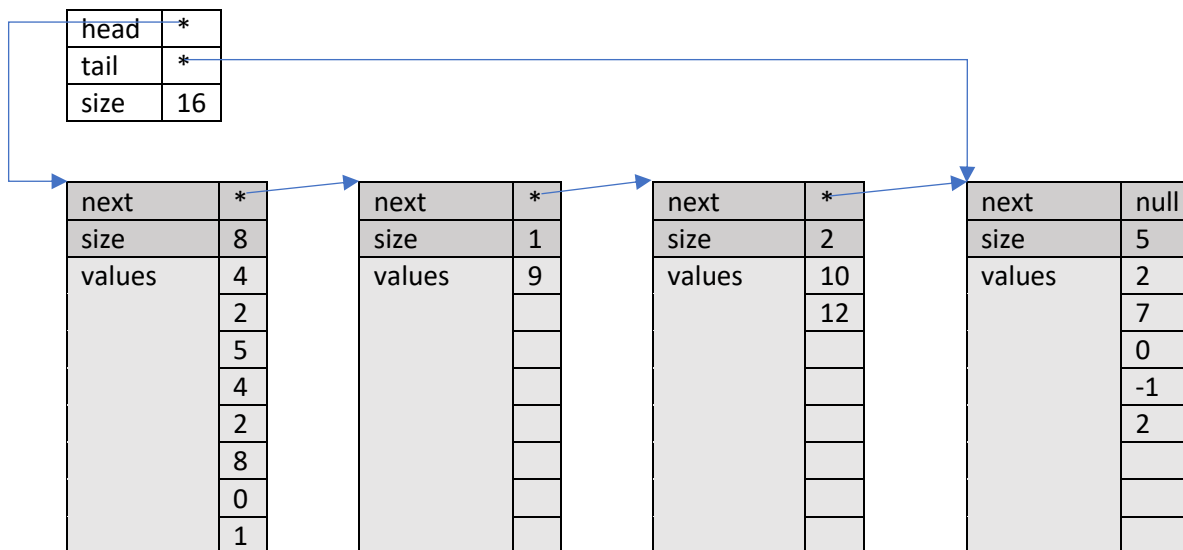 head *
tail *
size 16
next * next * next * next null
size 8 size 1 size 2 size 5
values 4 values 9 values 10 values 2
2 12 7
5 0
4 -1
2 2
8
0
1